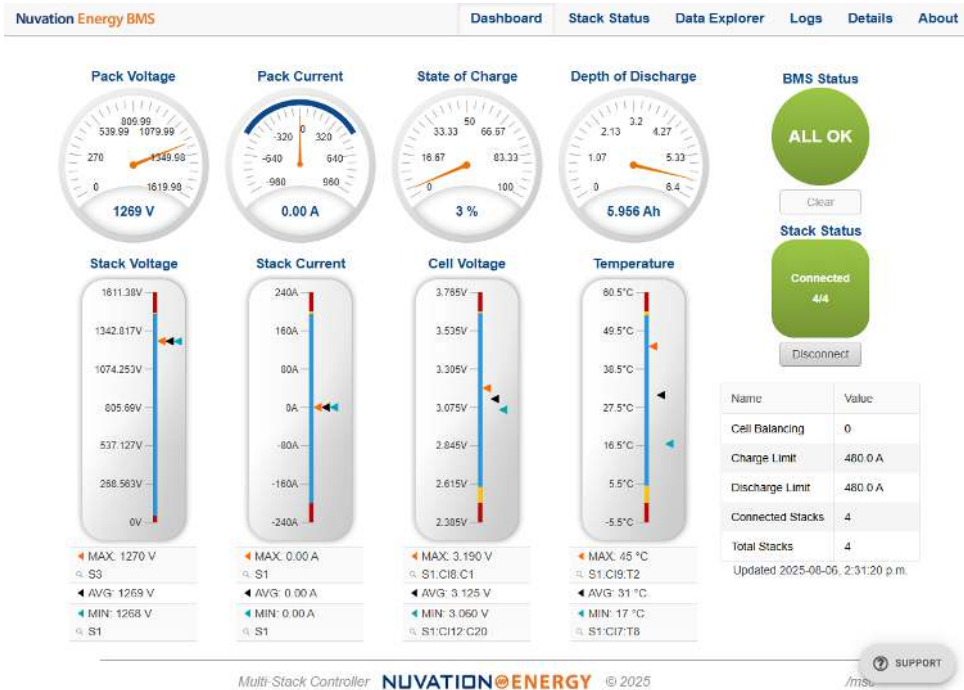 Nuvation Energy BMS
Dashboard Stack Status Data Explorer Logs Details About
Pack Voltage
809.99
539.99 1079.99
270 1349.98
0 1619.98
1269 V
Pack Current
0
-320 320
-640 640
-960 960
0.00 A
State of Charge
50
33.33 66.67
16.67 83.33
0 100
3 %
Depth of Discharge
3.2
2.13 4.27
1.07 5.33
0 6.4
5.956 Ah
BMS Status
ALL OK
Clear
Stack Status
Connected
4/4
Disconnect
Stack Voltage
1611.38V
1342.817V
1074.253V
805.69V
537.127V
268.563V
0V
MAX: 1270 V
S3
AVG: 1269 V
MIN: 1268 V
S1
Stack Current
240A
160A
80A
0A
-80A
-160A
-240A
MAX: 0.00 A
S1
AVG: 0.00 A
MIN: 0.00 A
S1
Cell Voltage
3.765V
3.535V
3.305V
3.075V
2.845V
2.615V
2.385V
MAX: 3.190 V
S1:CI8:C1
AVG: 3.125 V
MIN: 3.060 V
S1:CI12:C20
Temperature
60.5°C
49.5°C
38.5°C
27.5°C
16.5°C
5.5°C
-5.5°C
MAX: 45 °C
S1:CI9:T2
AVG: 31 °C
MIN: 17 °C
S1:CI7:T8
Name Value
Cell Balancing 0
Charge Limit 480.0 A
Discharge Limit 480.0 A
Connected Stacks 4
Total Stacks 4
Updated 2025-08-06, 2:31:20 p.m.
SUPPORT
Multi-Stack Controller NUVATION ENERGY © 2025